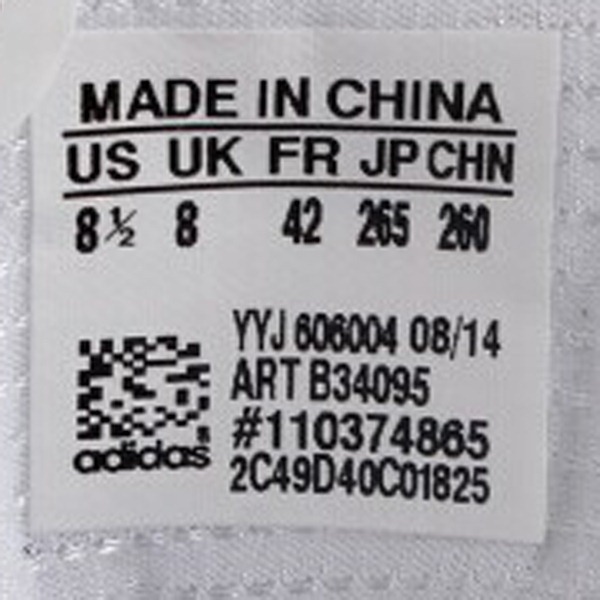 MADE IN CHINA
US UK FR JP CHN
8½ 8 42 265 260
YYJ 606004 08/14
ART B34095
#110374865
2C49D40C01825
adidas